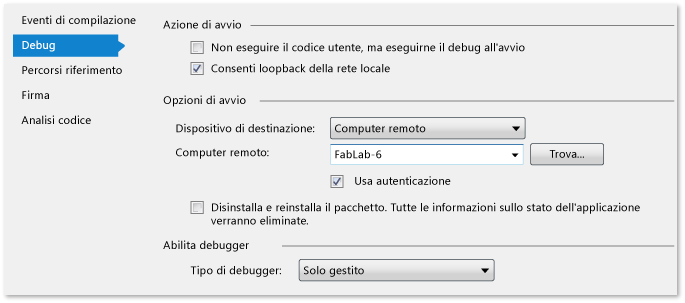 Eventi di compilazione
Debug
Percorsi riferimento
Firma
Analisi codice
Azione di avvio
Non eseguire il codice utente, ma eseguirne il debug all'avvio
Consenti loopback della rete locale
Opzioni di avvio
Dispositivo di destinazione: Computer remoto
Computer remoto: FabLab-6 Trova...
Usa autenticazione
Disinstalla e reinstalla il pacchetto. Tutte le informazioni sullo stato dell'applicazione
verranno eliminate.
Abilita debugger
Tipo di debugger: Solo gestito